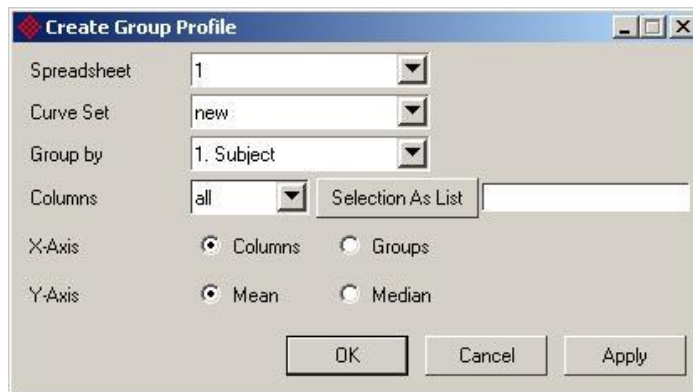 Create Group Profile
Spreadsheet 1
Curve Set new
Group by 1. Subject
Columns all Selection As List
X-Axis Columns Groups
Y-Axis Mean Median
OK Cancel Apply